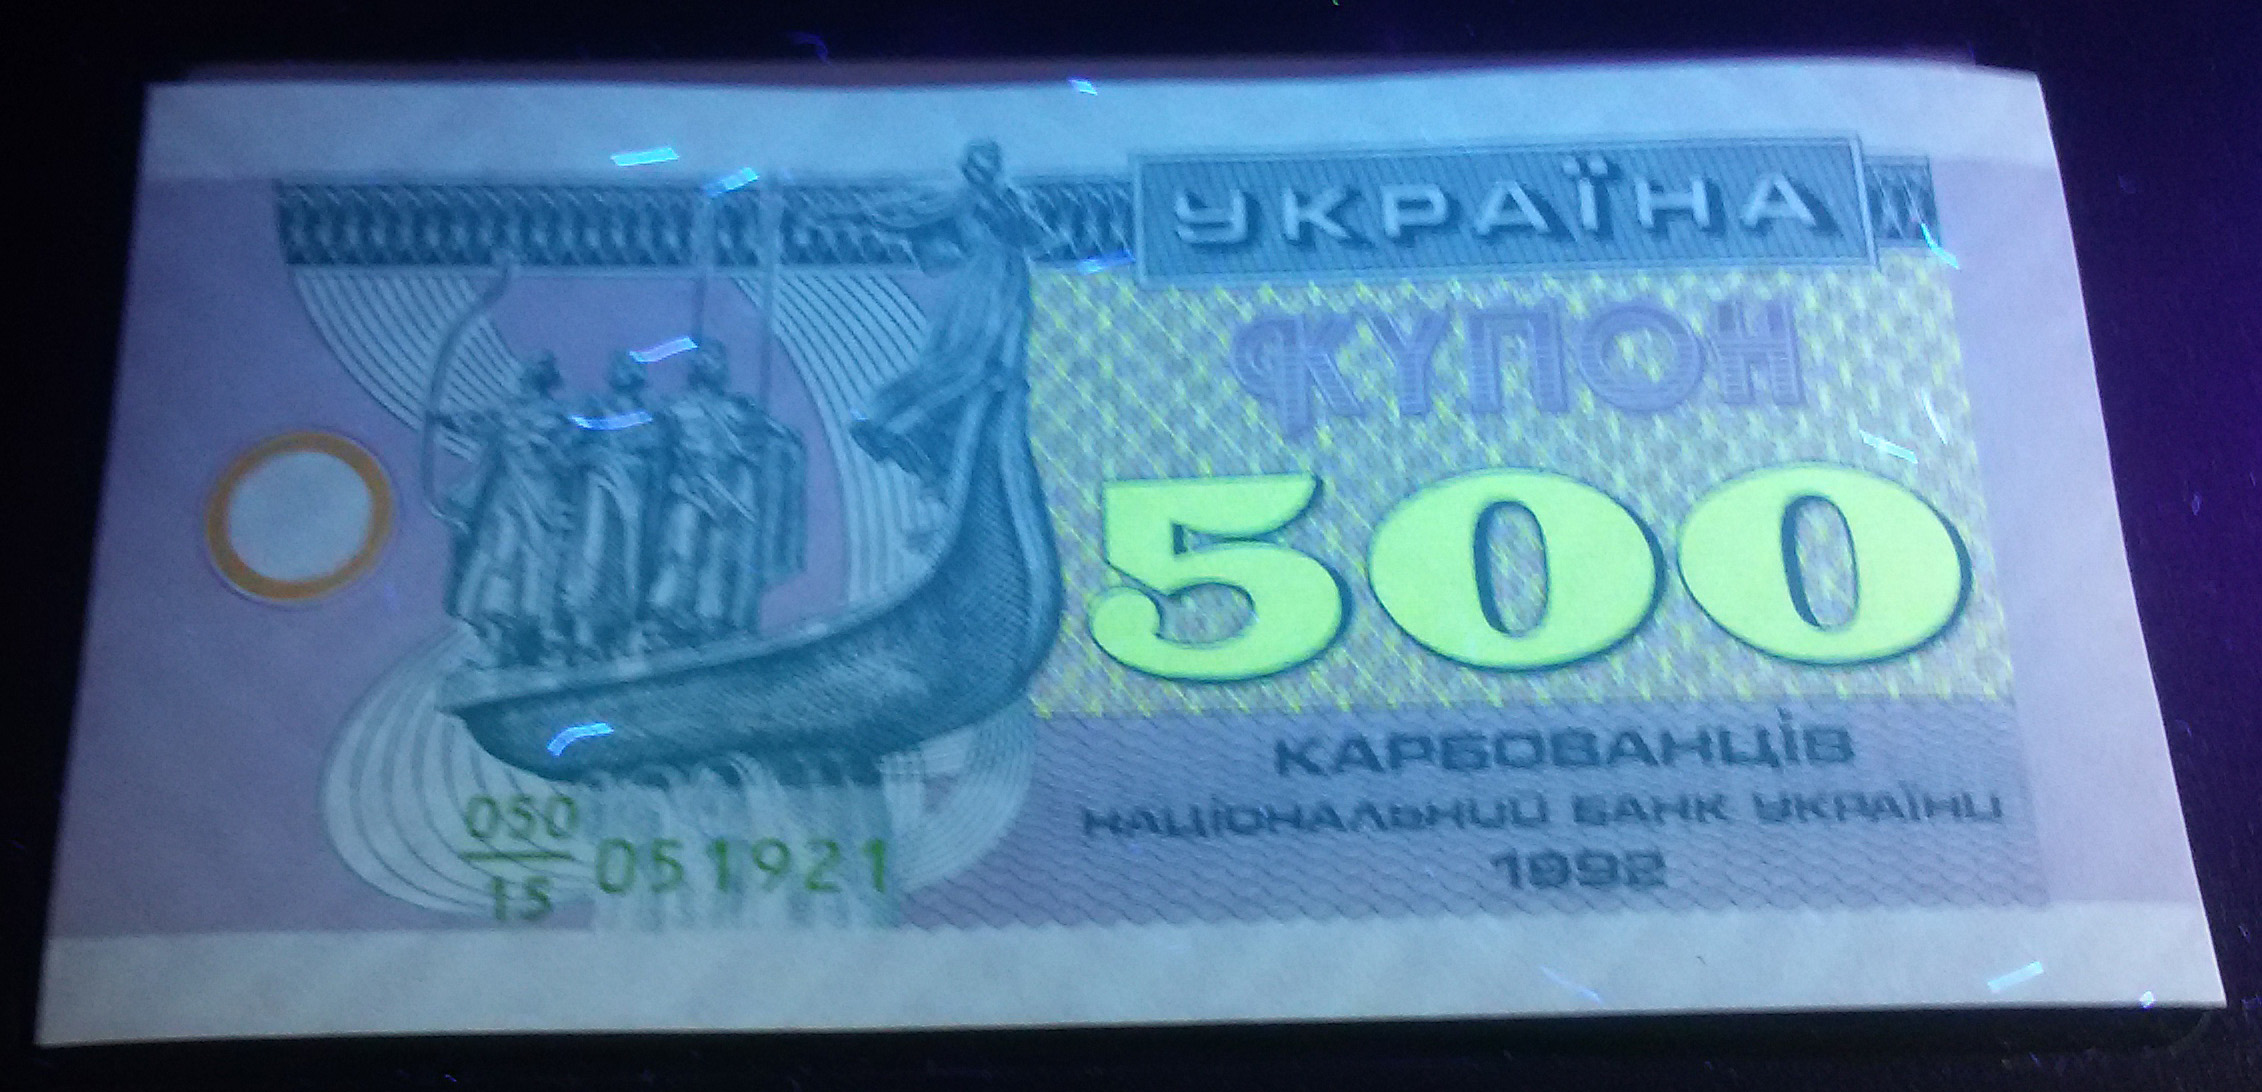 УКРАЇНА
КУПОН
500
КАРБОВАНЦІВ
НАЦІОНАЛЬНИЙ БАНК УКРАЇНИ
1992
050
15
051921